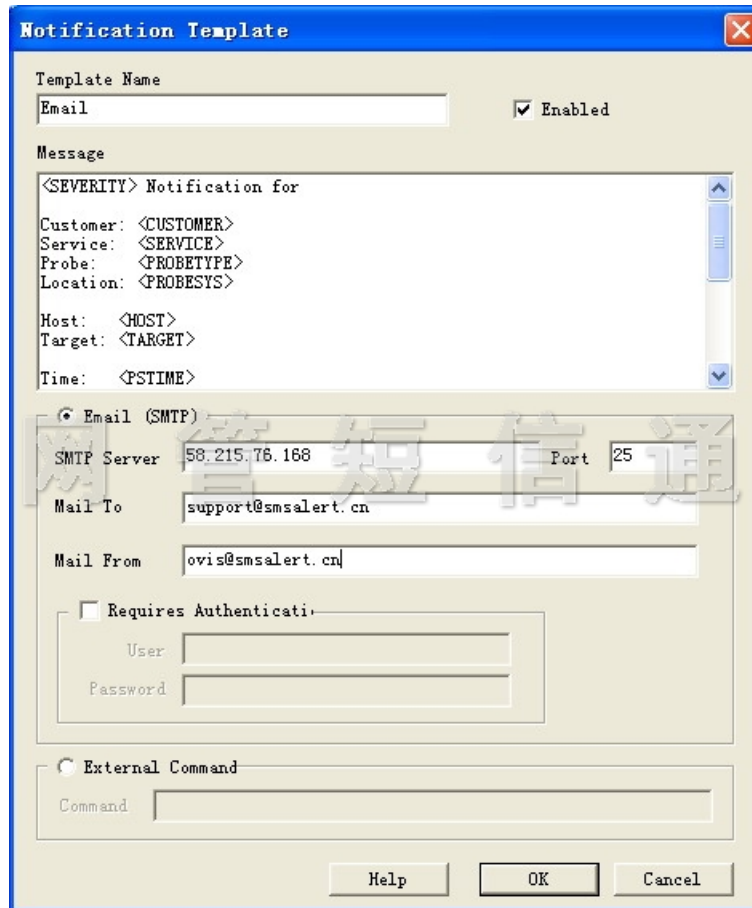 Notification Template
Template Name
Email
Enabled
Message
<SEVERITY> Notification for
Customer: <CUSTOMER>
Service: <SERVICE>
Probe: <PROBETYPE>
Location: <PROBESYS>
Host: <HOST>
Target: <TARGET>
Time: <PSTIME>
Email (SMTP)
网管短信通
SMTP Server 58.215.76.168 Port 25
Mail To support@smsalert.cn
Mail From ovis@smsalert.cn
Requires Authenticati
User
Password
External Command
Command
Help OK Cancel